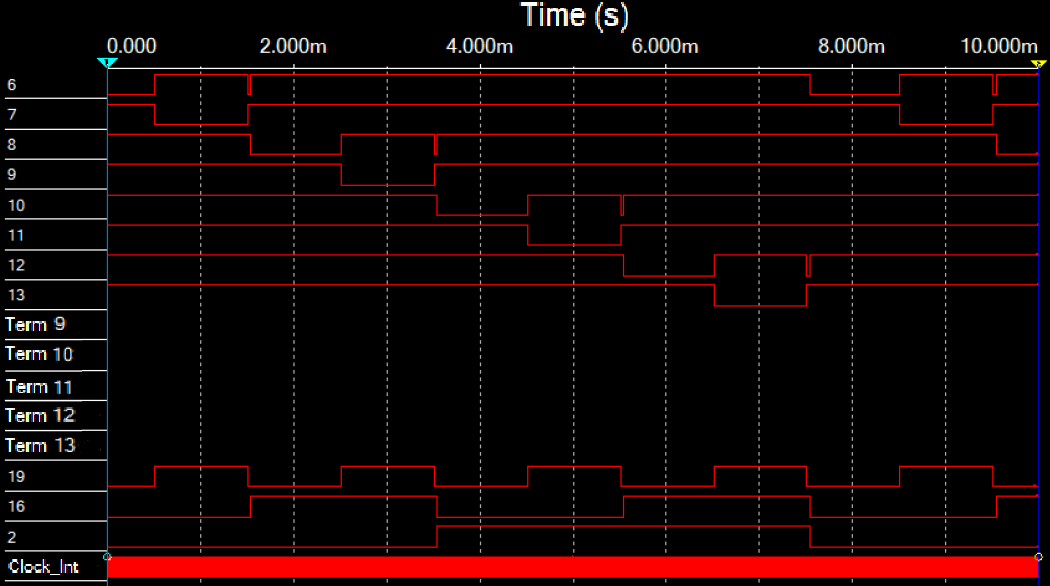 Time (s)
0.000 2.000m 4.000m 6.000m 8.000m 10.000m
6
7
8
9
10
11
12
13
Term 9
Term 10
Term 11
Term 12
Term 13
19
16
2
Clock_Int